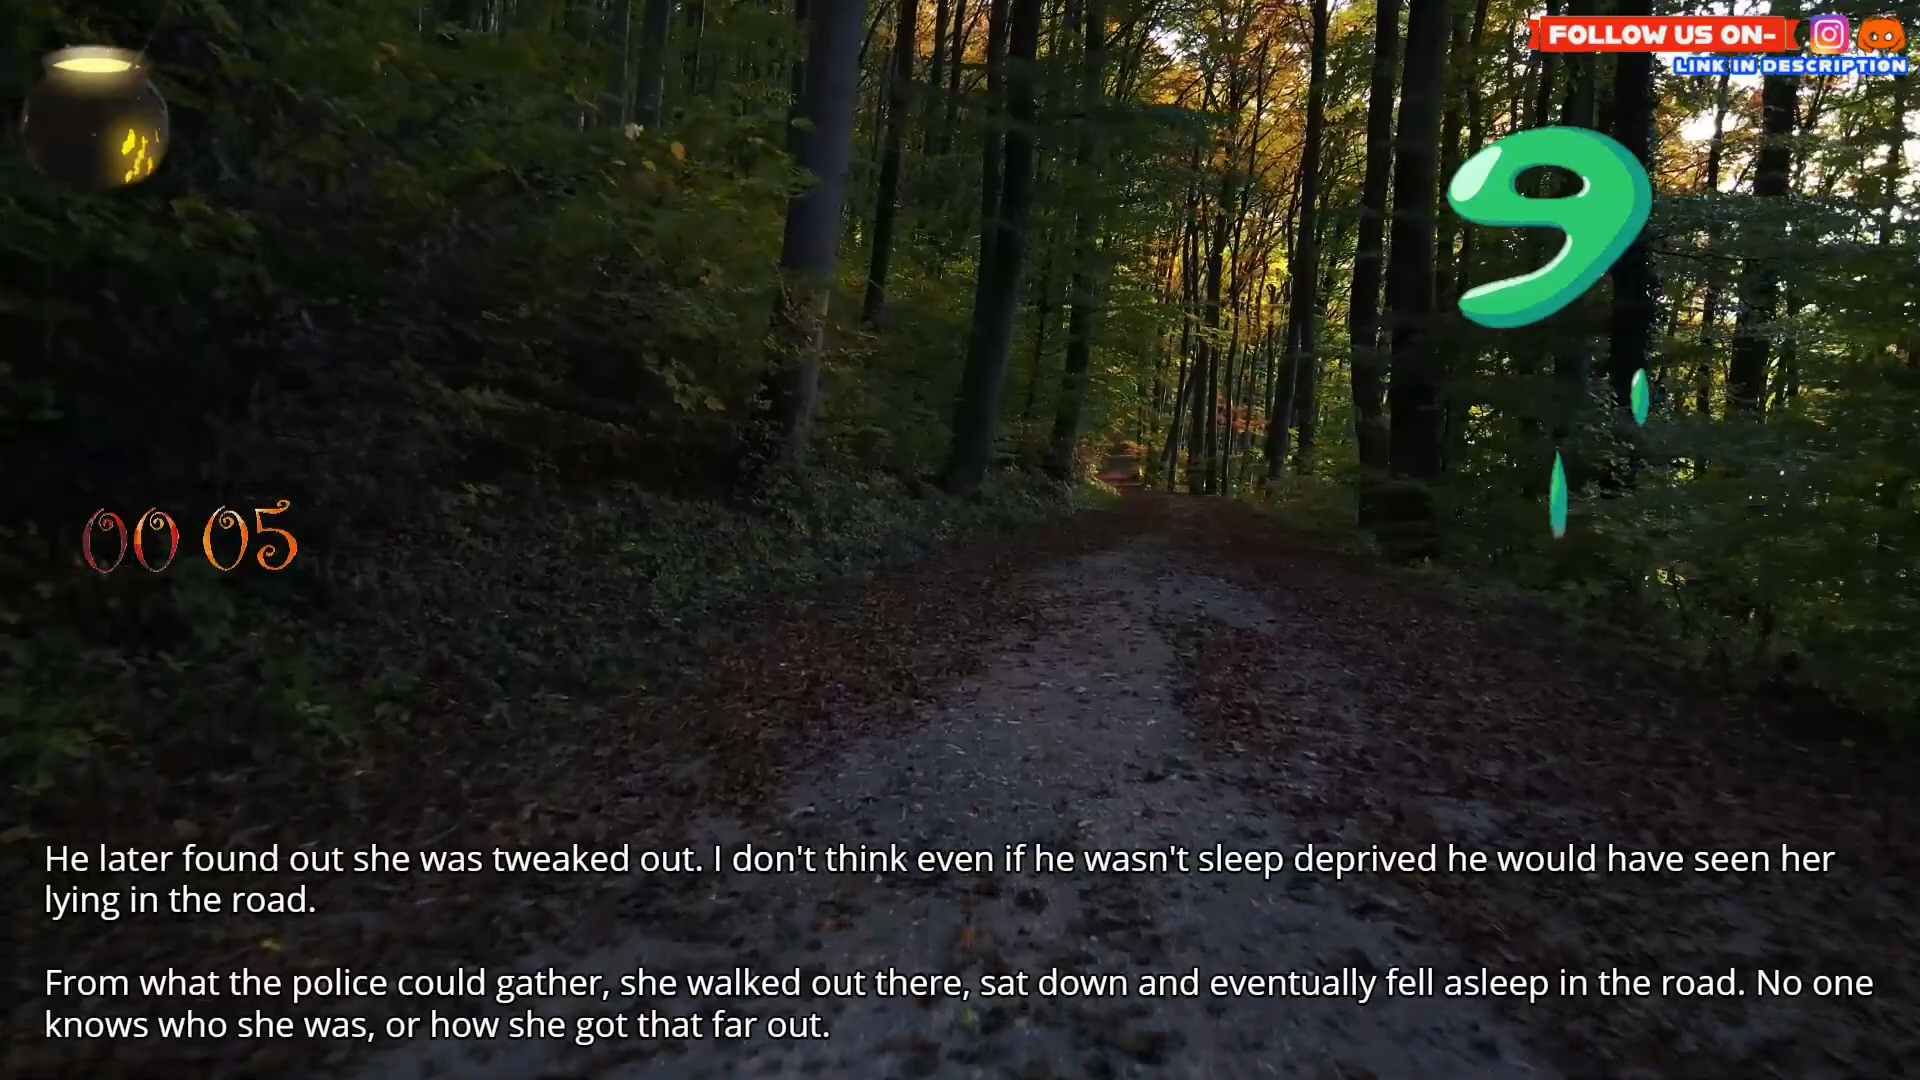 FOLLOW US ON-
LINK IN DESCRIPTION
9
00 05
He later found out she was tweaked out. I don't think even if he wasn't sleep deprived he would have seen her
lying in the road.
From what the police could gather, she walked out there, sat down and eventually fell asleep in the road. No one
knows who she was, or how she got that far out.